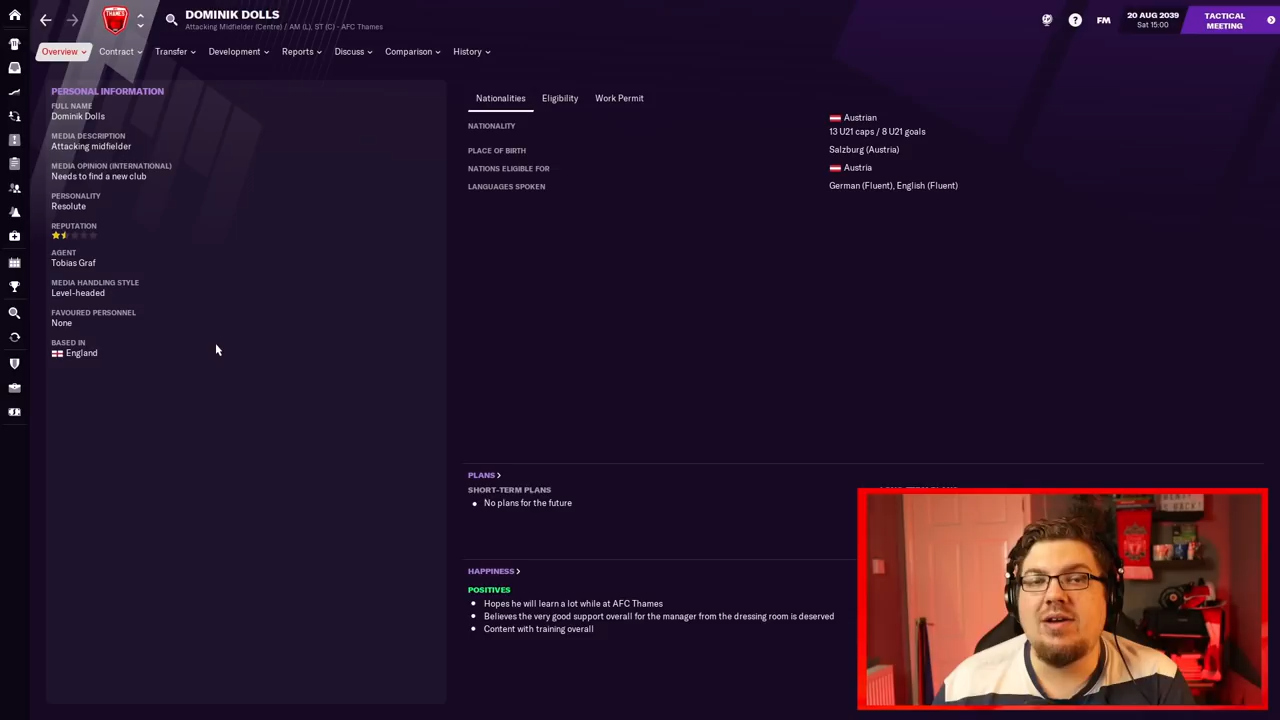 DOMINIK DOLLS
Attacking Midfielder (Centre) / AM (L), ST (C) - AFC Thames
THAMES
FM
20 AUG 2039
Sat 15:00
TACTICAL
MEETING
Overview
Contract
Transfer
Development
Reports
Discuss
Comparison
History
PERSONAL INFORMATION
FULL NAME
Dominik Dolls
MEDIA DESCRIPTION
Attacking midfielder
MEDIA OPINION (INTERNATIONAL)
Needs to find a new club
PERSONALITY
Resolute
REPUTATION
AGENT
Tobias Graf
MEDIA HANDLING STYLE
Level-headed
FAVOURED PERSONNEL
None
BASED IN
England
Nationalities
Eligibility
Work Permit
NATIONALITY
Austrian
13 U21 caps / 8 U21 goals
PLACE OF BIRTH
Salzburg (Austria)
NATIONS ELIGIBLE FOR
Austria
LANGUAGES SPOKEN
German (Fluent), English (Fluent)
PLANS
SHORT-TERM PLANS
No plans for the future
HAPPINESS
POSITIVES
Hopes he will learn a lot while at AFC Thames
Believes the very good support overall for the manager from the dressing room is deserved
Content with training overall